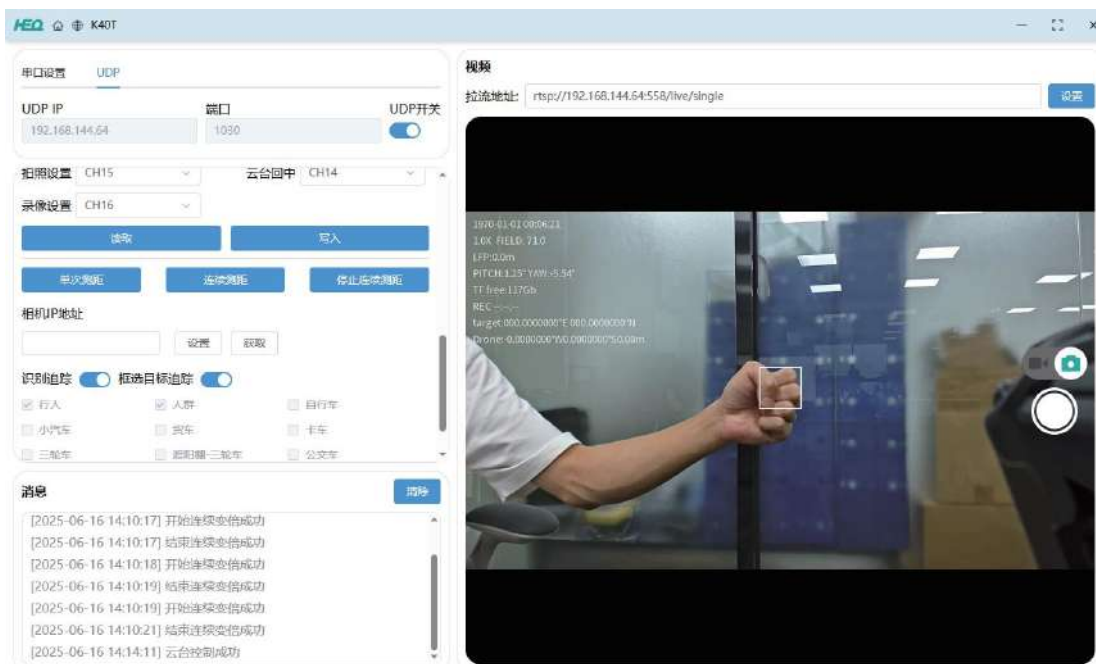 HEQ K40T
串口设置 UDP
UDP IP 端口 UDP开关
192.168.144.64 1030
拍照设置 CH15 云台回中 CH14
录像设置 CH16
读取 写入
单次测距 连续测距 停止连续测距
相机IP地址
设置 获取
识别追踪 框选目标追踪
行人 人群 自行车
小汽车 货车 卡车
三轮车 遮阳棚-三轮车 公交车
消息 清除
[2025-06-16 14:10:17] 开始连续变倍成功
[2025-06-16 14:10:17] 结束连续变倍成功
[2025-06-16 14:10:18] 开始连续变倍成功
[2025-06-16 14:10:19] 结束连续变倍成功
[2025-06-16 14:10:19] 开始连续变倍成功
[2025-06-16 14:10:21] 结束连续变倍成功
[2025-06-16 14:14:11] 云台控制成功
视频
拉流地址: rtsp://192.168.144.64:558/live/single 设置
1970-01-01 00:06:21
1.0X FIELD: 71.0
LFP:0.0m
PITCH:1.25° YAW:-5.54°
TF free:117Gb
REC --:--:--
target:000.0000000°E 000.0000000°N